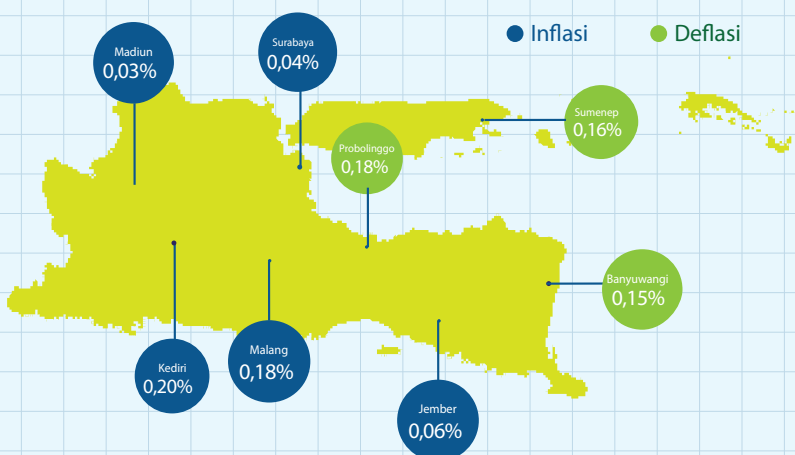 Inflasi
Deflasi
Madiun
0,03%
Surabaya
0,04%
Sumenep
0,16%
Probolinggo
0,18%
Banyuwangi
0,15%
Kediri
0,20%
Malang
0,18%
Jember
0,06%